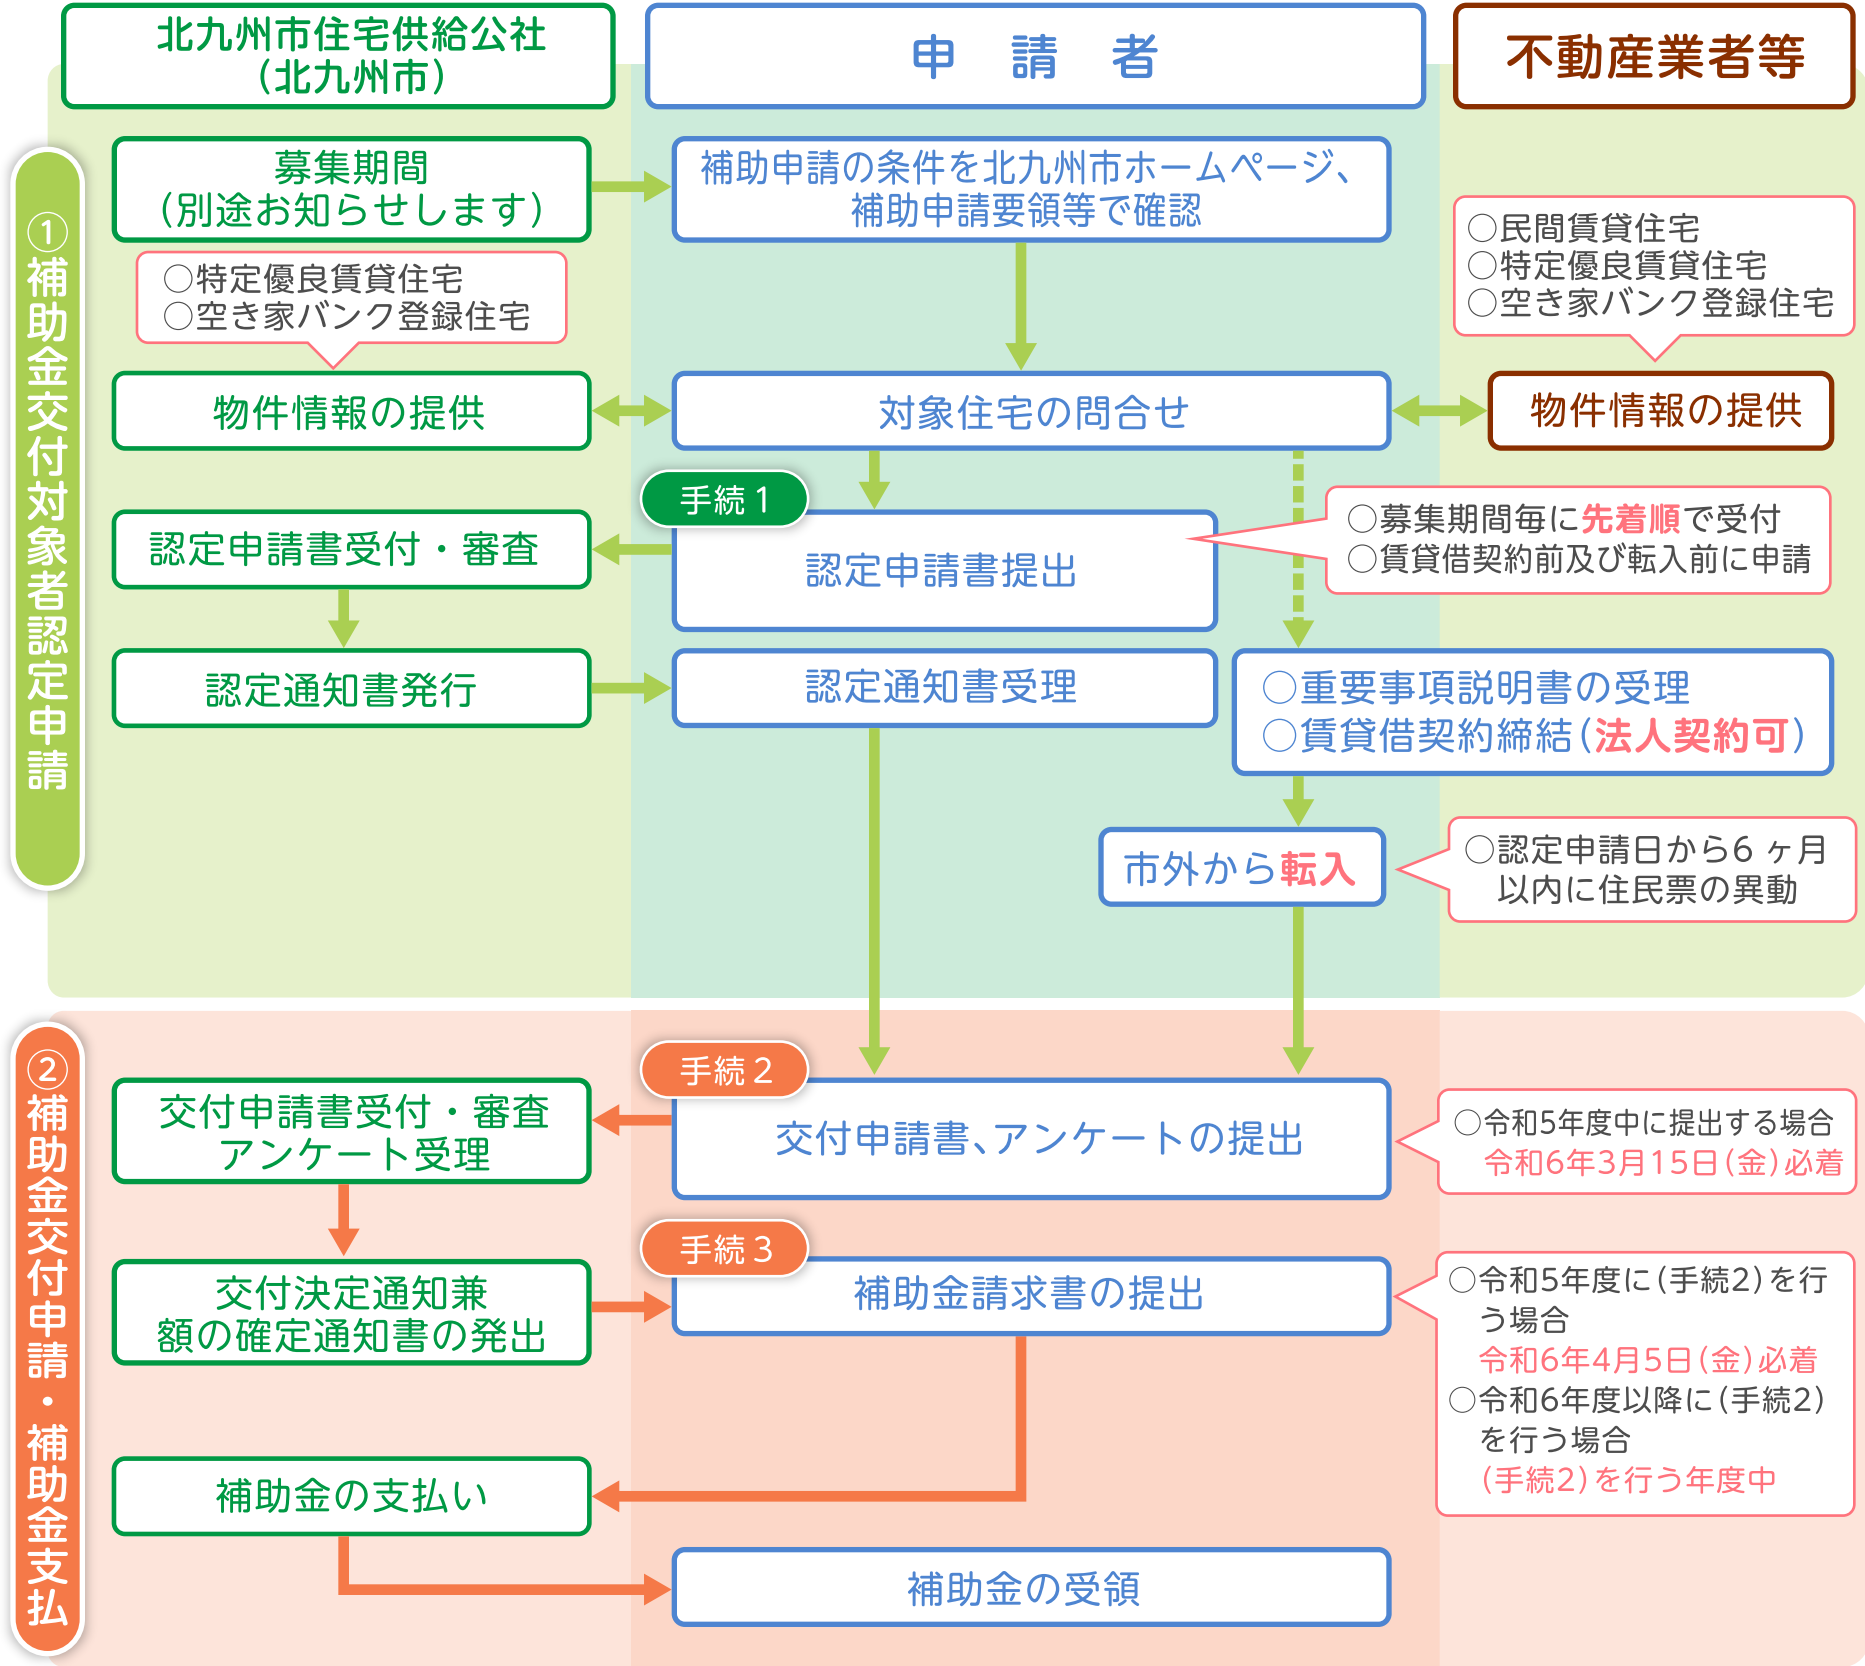 北九州市住宅供給公社
（北九州市）
申　請　者
不動産業者等
①補助金交付対象者認定申請
募集期間
（別途お知らせします）
補助申請の条件を北九州市ホームページ、
補助申請要領等で確認
○特定優良賃貸住宅
○空き家バンク登録住宅
○民間賃貸住宅
○特定優良賃貸住宅
○空き家バンク登録住宅
物件情報の提供
対象住宅の問合せ
物件情報の提供
手続1
認定申請書受付・審査
認定申請書提出
○募集期間毎に先着順で受付
○賃貸借契約前及び転入前に申請
認定通知書発行
認定通知書受理
○重要事項説明書の受理
○賃貸借契約締結（法人契約可）
市外から転入
○認定申請日から6ヶ月
以内に住民票の異動
②補助金交付申請・補助金支払
手続2
交付申請書受付・審査
アンケート受理
交付申請書、アンケートの提出
○令和5年度中に提出する場合
令和6年3月15日（金）必着
手続3
交付決定通知兼
額の確定通知書の発出
補助金請求書の提出
○令和5年度に（手続2）を行
う場合
令和6年4月5日（金）必着
○令和6年度以降に（手続2）
を行う場合
（手続2）を行う年度中
補助金の支払い
補助金の受領